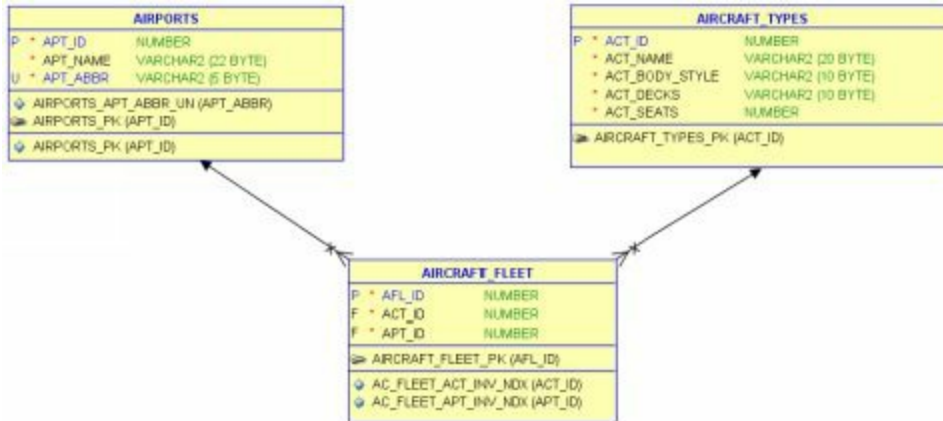 AIRPORTS
P * APT_ID NUMBER
* APT_NAME VARCHAR2 (22 BYTE)
U * APT_ABBR VARCHAR2 (5 BYTE)
AIRPORTS_APT_ABBR_UN (APT_ABBR)
AIRPORTS_PK (APT_ID)
AIRPORTS_PK (APT_ID)
AIRCRAFT_TYPES
P * ACT_ID NUMBER
* ACT_NAME VARCHAR2 (20 BYTE)
* ACT_BODY_STYLE VARCHAR2 (10 BYTE)
* ACT_DECKS VARCHAR2 (10 BYTE)
* ACT_SEATS NUMBER
AIRCRAFT_TYPES_PK (ACT_ID)
AIRCRAFT_FLEET
P * AFL_ID NUMBER
F * ACT_ID NUMBER
F * APT_ID NUMBER
AIRCRAFT_FLEET_PK (AFL_ID)
AC_FLEET_ACT_INV_NDX (ACT_ID)
AC_FLEET_APT_INV_NDX (APT_ID)